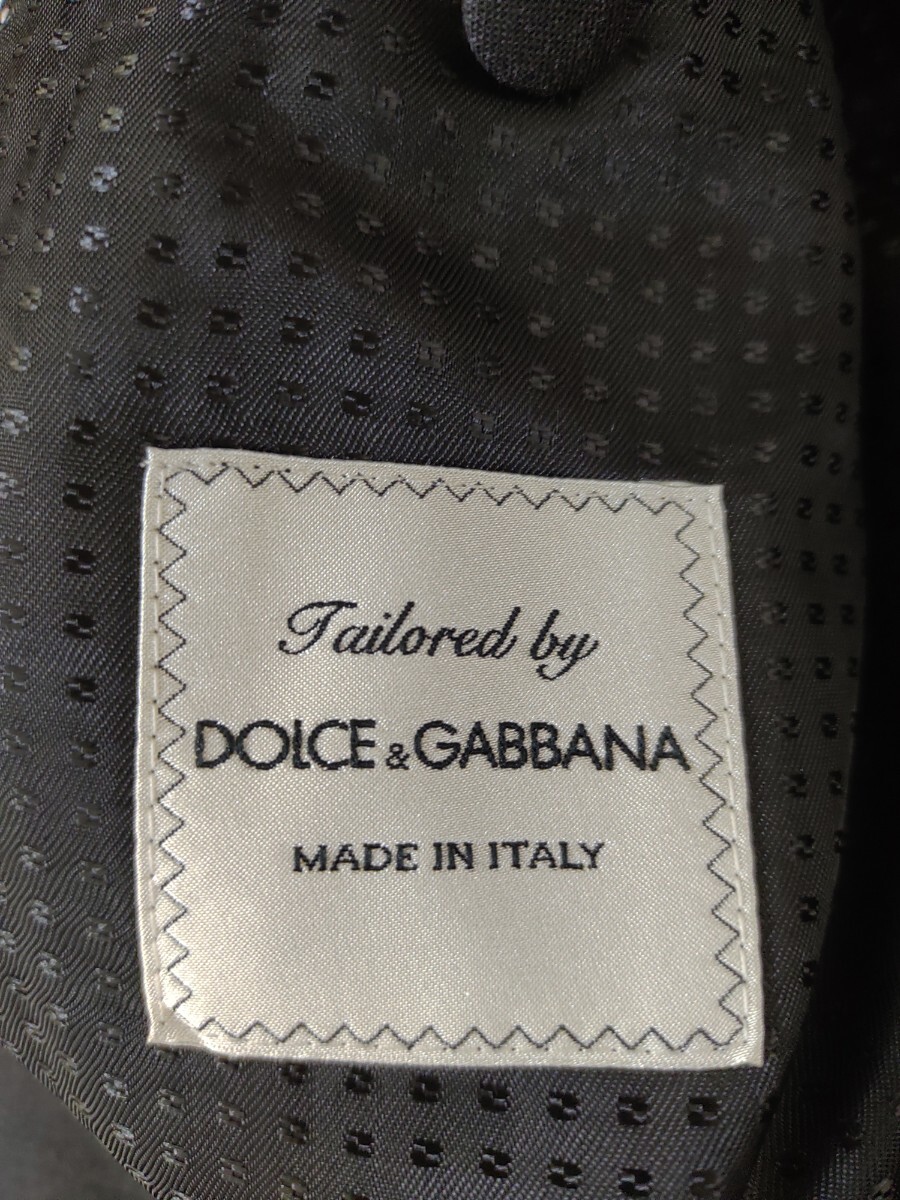 Tailored by
DOLCE & GABBANA
MADE IN ITALY